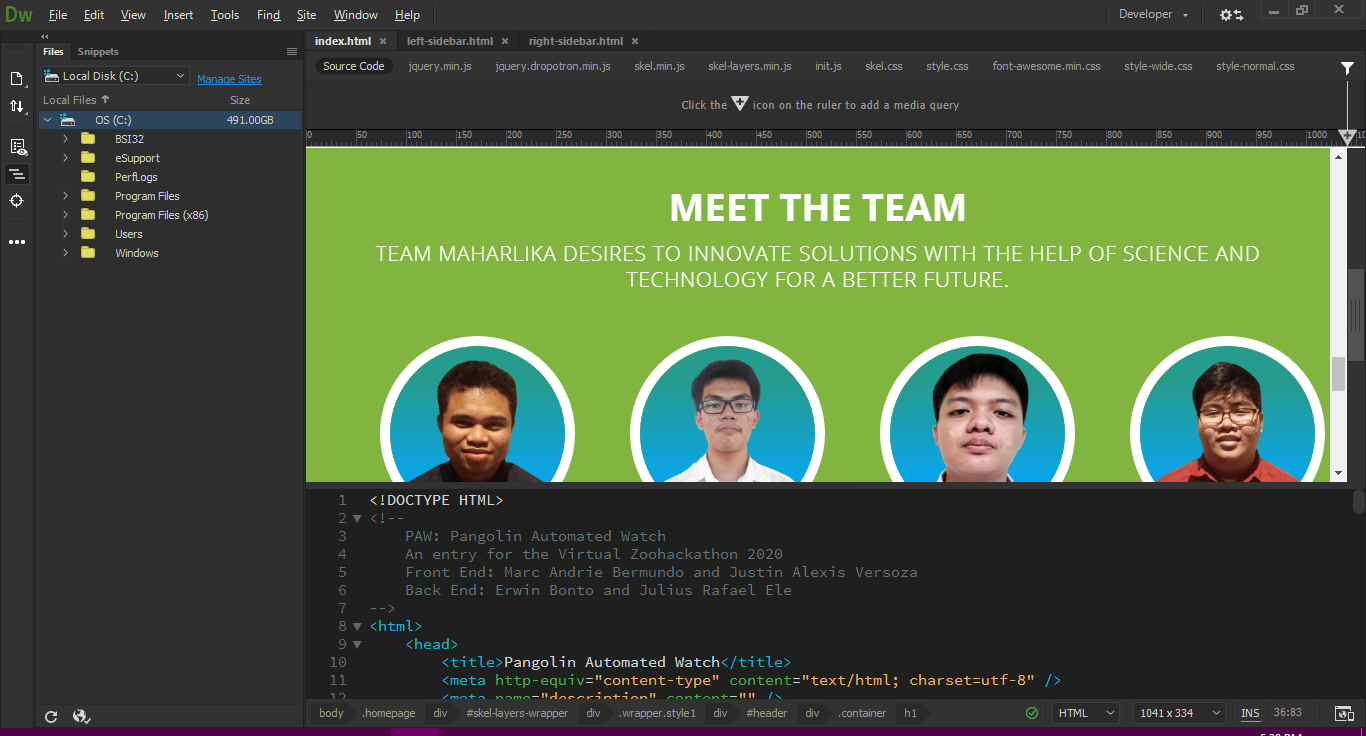 Dw File Edit View Insert Tools Find Site Window Help Developer
Files Snippets
Local Disk (C:) Manage Sites
Local Files Size
OS (C:) 491.00GB
BSI32
eSupport
PerfLogs
Program Files
Program Files (x86)
Users
Windows
index.html left-sidebar.html right-sidebar.html
Source Code jquery.min.js jquery.dropotron.min.js skel.min.js skel-layers.min.js init.js skel.css style.css font-awesome.min.css style-wide.css style-normal.css
Click the icon on the ruler to add a media query
0 50 100 150 200 250 300 350 400 450 500 550 600 650 700 750 800 850 900 950 1000
MEET THE TEAM
TEAM MAHARLIKA DESIRES TO INNOVATE SOLUTIONS WITH THE HELP OF SCIENCE AND
TECHNOLOGY FOR A BETTER FUTURE.
1 <!DOCTYPE HTML>
2 <!--
3 PAW: Pangolin Automated Watch
4 An entry for the Virtual Zoohackathon 2020
5 Front End: Marc Andrie Bermundo and Justin Alexis Versoza
6 Back End: Erwin Bonto and Julius Rafael Ele
7 -->
8 <html>
9 <head>
10 <title>Pangolin Automated Watch</title>
11 <meta http-equiv="content-type" content="text/html; charset=utf-8" />
12 <meta name="description" content="" />
body .homepage div #skel-layers-wrapper div .wrapper.style1 div #header div .container h1 HTML 1041 x 334 INS 36:83